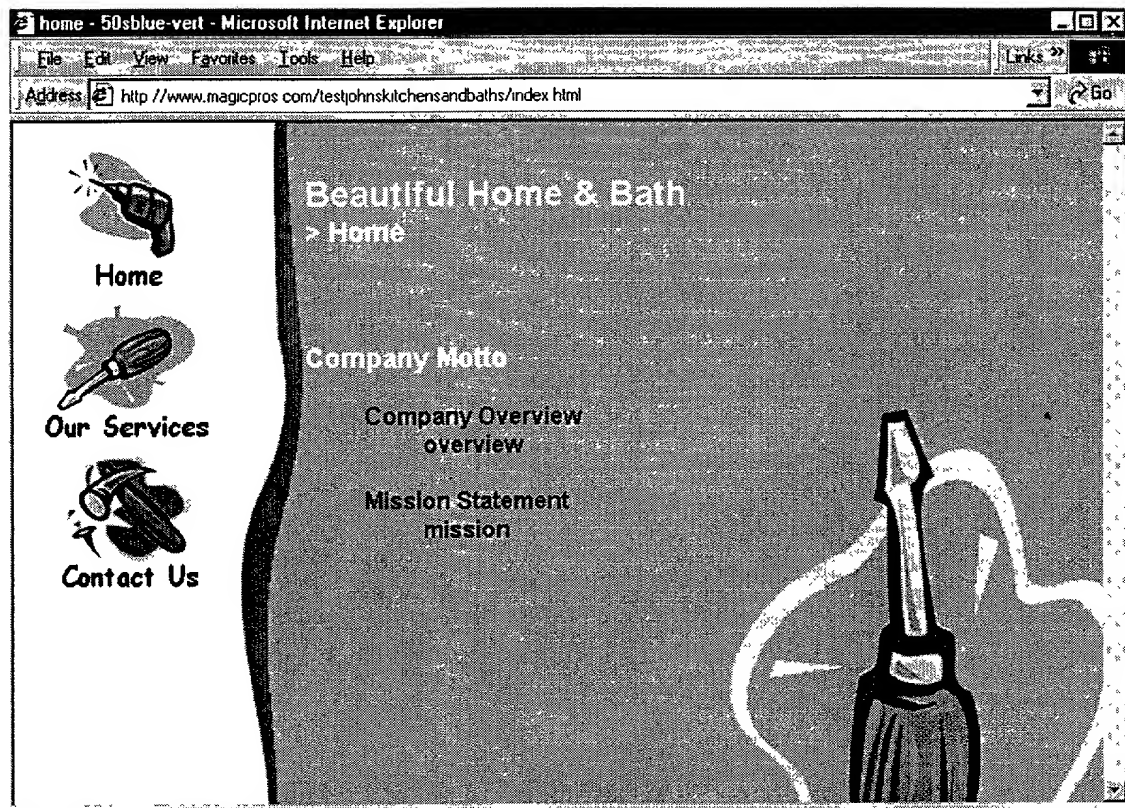 home - 50sblue-vert - Microsoft Internet Explorer
File Edit View Favorites Tools Help Links »
Address http //www.magicpros com/testjohnskitchensandbaths/index html Go
Beautiful Home & Bath
> Home
Home
Company Motto
Our Services
Company Overview
overview
Mission Statement
mission
Contact Us